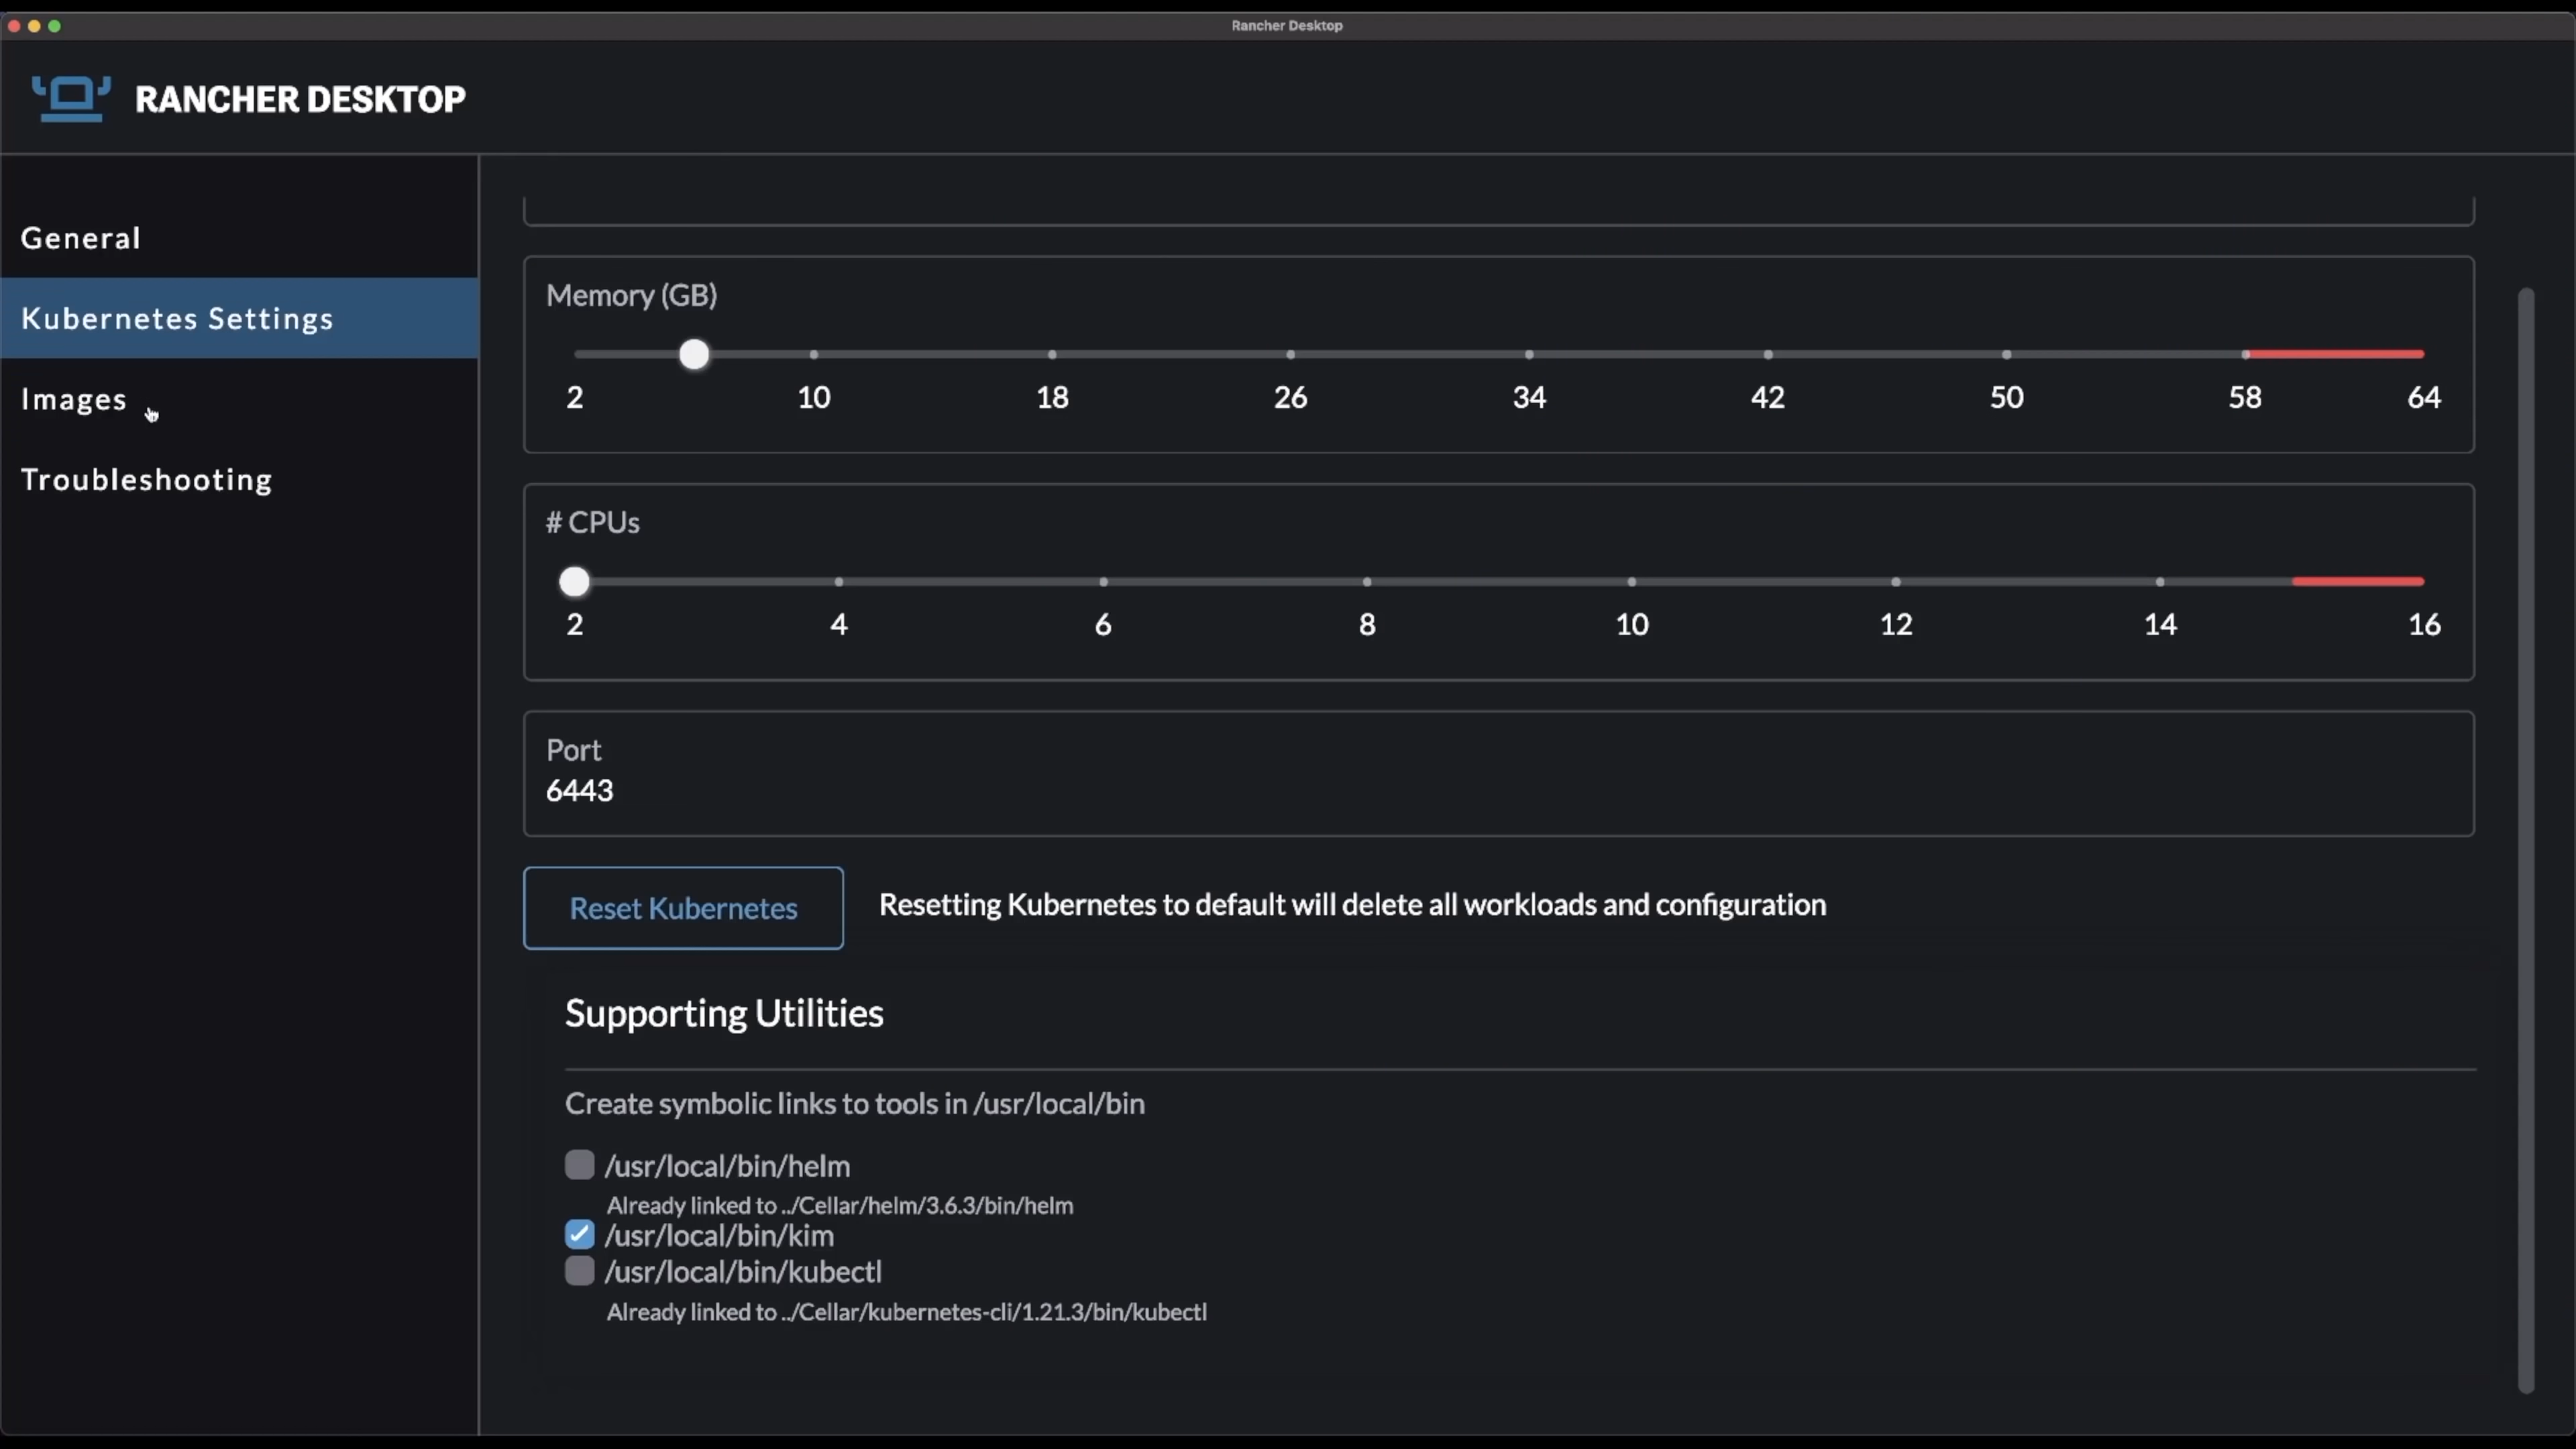 Rancher Desktop
RANCHER DESKTOP
General
Kubernetes Settings
Images
Troubleshooting
Memory (GB)
2 10 18 26 34 42 50 58 64
# CPUs
2 4 6 8 10 12 14 16
Port
6443
Reset Kubernetes Resetting Kubernetes to default will delete all workloads and configuration
Supporting Utilities
Create symbolic links to tools in /usr/local/bin
/usr/local/bin/helm
Already linked to ../Cellar/helm/3.6.3/bin/helm
/usr/local/bin/kim
/usr/local/bin/kubectl
Already linked to ../Cellar/kubernetes-cli/1.21.3/bin/kubectl